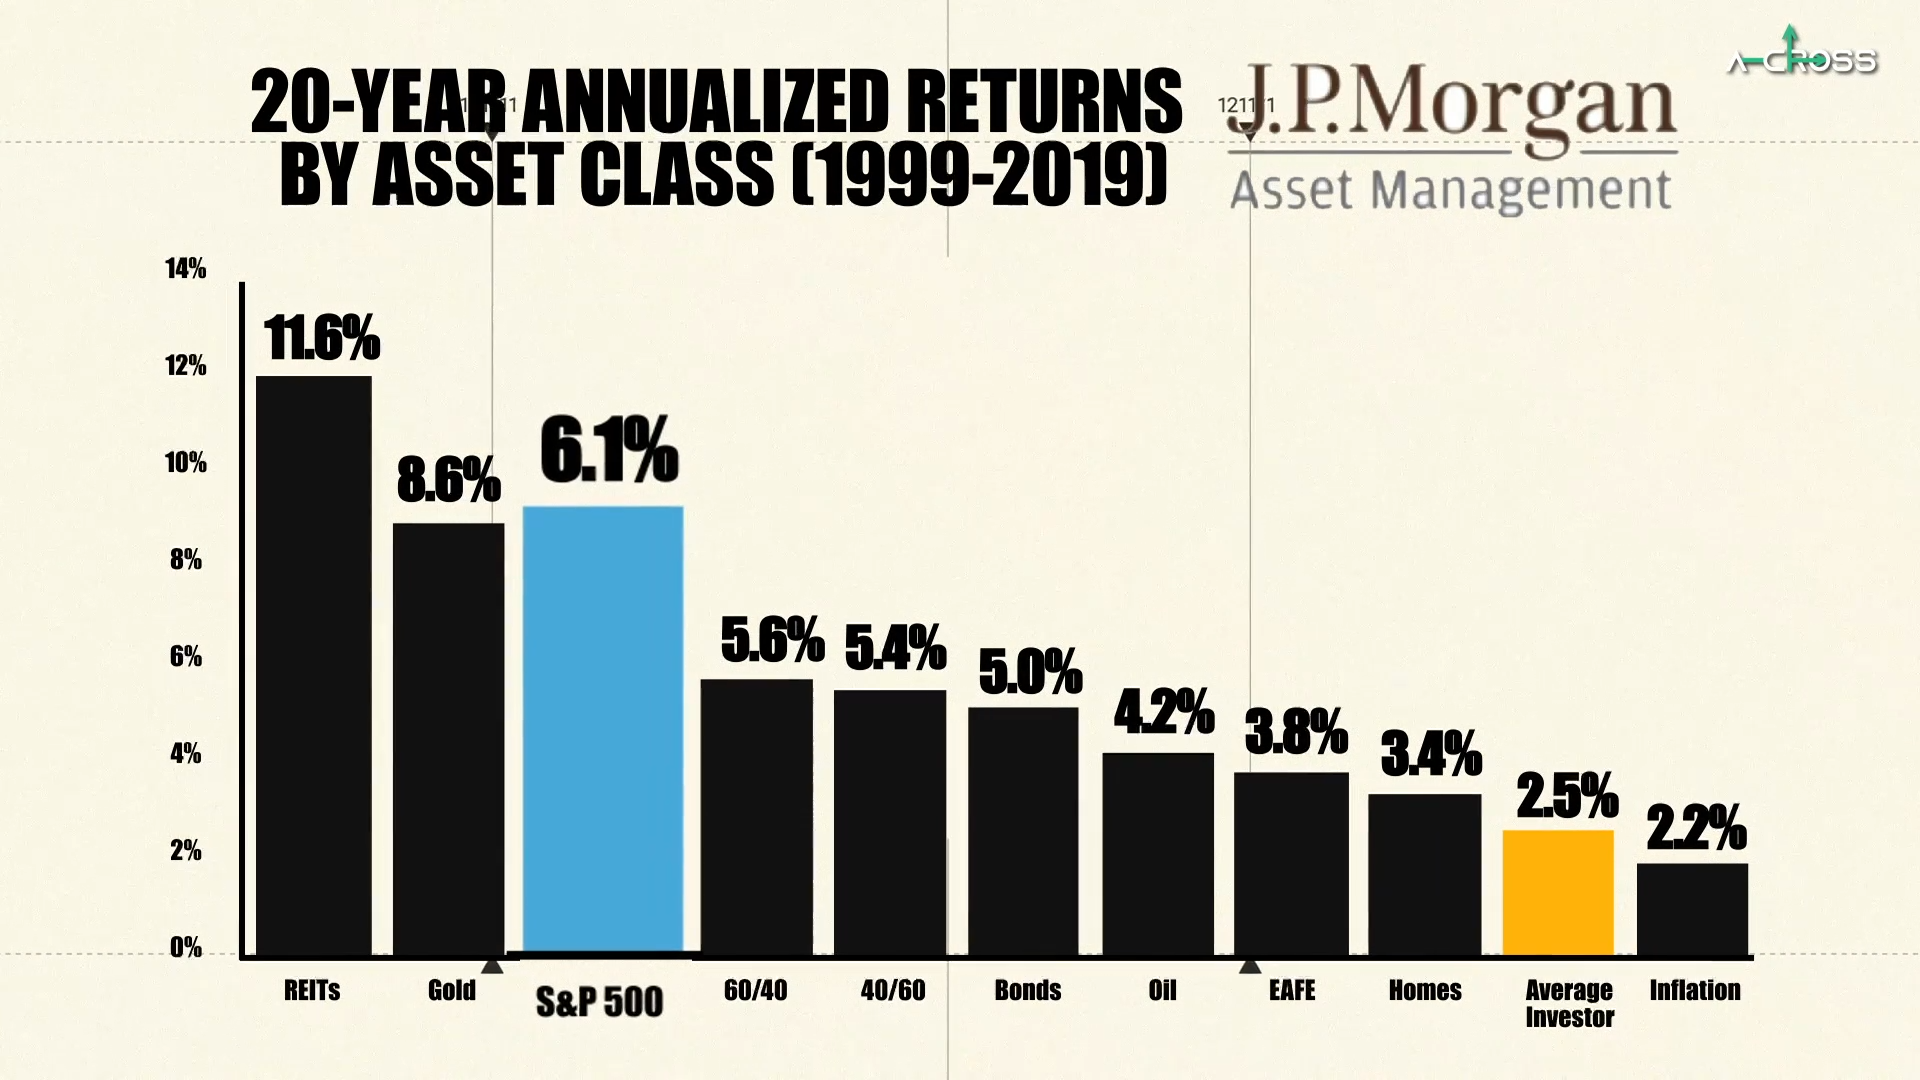 A-CROSS
20-YEAR ANNUALIZED RETURNS
BY ASSET CLASS (1999-2019)
J.P.Morgan
Asset Management
14%
12%
10%
8%
6%
4%
2%
0%
11.6%
8.6%
6.1%
5.6%
5.4%
5.0%
4.2%
3.8%
3.4%
2.5%
2.2%
REITs
Gold
S&P 500
60/40
40/60
Bonds
Oil
EAFE
Homes
Average
Investor
Inflation